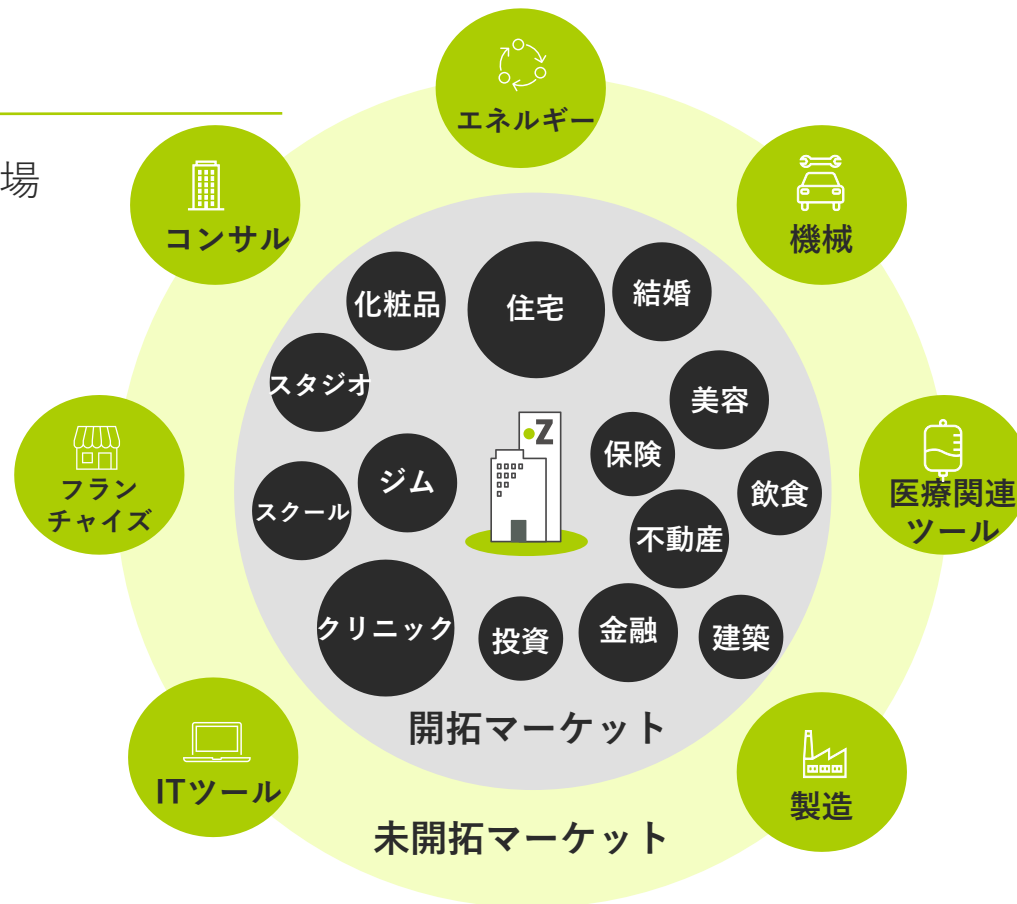 場
エネルギー
コンサル
機械
化粧品
住宅
結婚
スタジオ
美容
Z
保険
ジム
飲食
スクール
フラン
チャイズ
医療関連
ツール
不動産
クリニック
投資
金融
建築
開拓マーケット
ITツール
製造
未開拓マーケット